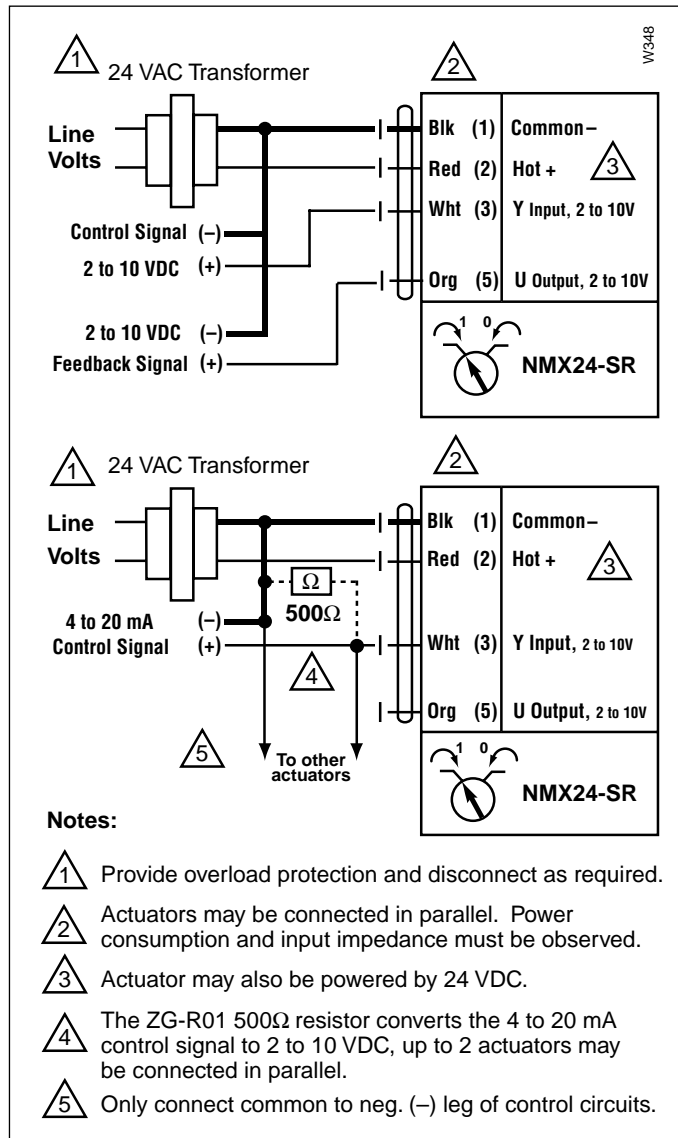 W348
1 24 VAC Transformer 2
Line Volts
Blk (1) Common –
Red (2) Hot + 3
Wht (3) Y Input, 2 to 10V
Control Signal (–)
2 to 10 VDC (+)
Org (5) U Output, 2 to 10V
2 to 10 VDC (–)
Feedback Signal (+)
1 0
NMX24-SR
1 24 VAC Transformer 2
Line
Volts
Blk (1) Common –
Red (2) Hot + 3
Ω
500Ω
4 to 20 mA (–)
Control Signal (+)
Wht (3) Y Input, 2 to 10V
4
Org (5) U Output, 2 to 10V
5
To other
actuators
1 0
NMX24-SR
Notes:
1 Provide overload protection and disconnect as required.
2 Actuators may be connected in parallel. Power
consumption and input impedance must be observed.
3 Actuator may also be powered by 24 VDC.
4 The ZG-R01 500Ω resistor converts the 4 to 20 mA
control signal to 2 to 10 VDC, up to 2 actuators may
be connected in parallel.
5 Only connect common to neg. (–) leg of control circuits.